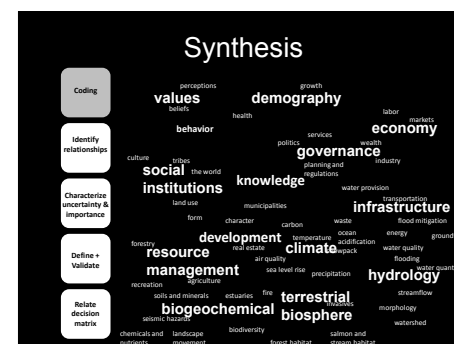 Synthesis
Coding
Identify
relationships
Characterize
uncertainty &
importance
Define +
Validate
Relate
decision
matrix
perceptions
growth
values
demography
beliefs
labor
health
markets
behavior
economy
services
politics
wealth
governance
culture
tribes
industry
planning and
regulations
social
the world
institutions
knowledge
water provision
transportation
land use
municipalities
infrastructure
form
character
carbon
waste
flood mitigation
development
temperature
ocean
acidification
energy
ground
forestry
resource
real estate
climate
water quality
air quality
flooding
management
sea level rise
precipitation
hydrology
recreation
agriculture
fire
streamflow
soils and minerals
estuaries
terrestrial
invasives
biogeochemical
biosphere
morphology
seismic hazards
watershed
biodiversity
chemicals and
nutrients
landscape
movement
forest habitat
salmon and
stream habitat